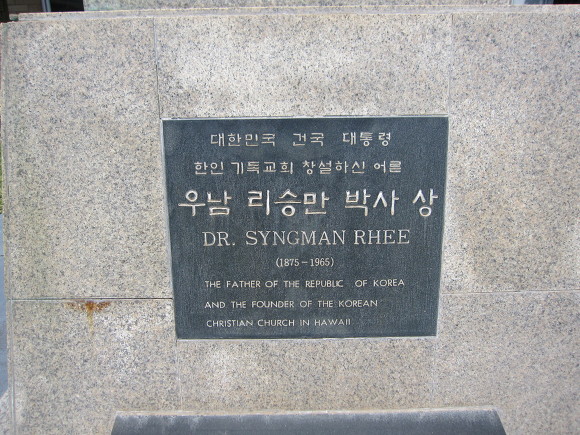 대한민국 건국 대통령
한인 기독교회 창설하신 어른
우남 리승만 박사 상
DR. SYNGMAN RHEE
(1875-1965)
THE FATHER OF THE REPUBLIC OF KOREA
AND THE FOUNDER OF THE KOREAN
CHRISTIAN CHURCH IN HAWAII